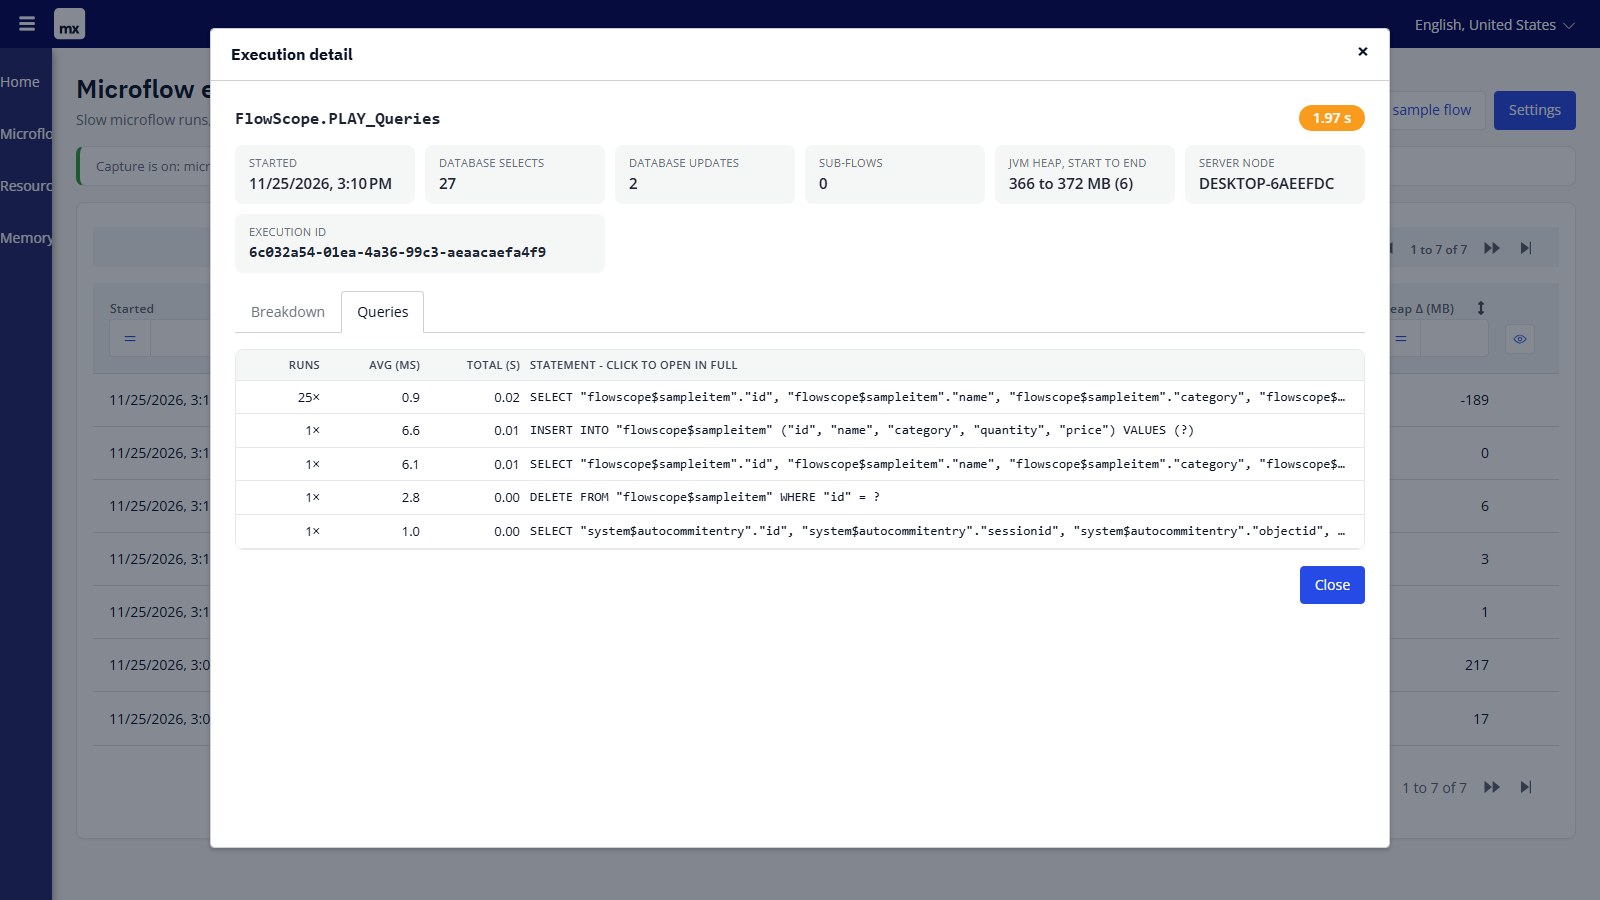 mx
English, United States
Execution detail
×
Home
Microflo
Resourc
Memory
Microflow e
Slow microflow runs,
sample flow
Settings
Capture is on: micr
FlowScope.PLAY_Queries
1.97 s
STARTED
11/25/2026, 3:10 PM
DATABASE SELECTS
27
DATABASE UPDATES
2
SUB-FLOWS
0
JVM HEAP, START TO END
366 to 372 MB (6)
SERVER NODE
DESKTOP-6AEEFDC
EXECUTION ID
6c032a54-01ea-4a36-99c3-aeaacaefa4f9
1 to 7 of 7
Breakdown
Queries
Started
eap Δ (MB)
=
=
RUNS AVG (MS) TOTAL (S) STATEMENT - CLICK TO OPEN IN FULL
25× 0.9 0.02 SELECT "flowscope$sampleitem"."id", "flowscope$sampleitem"."name", "flowscope$sampleitem"."category", "flowscope$…
1× 6.6 0.01 INSERT INTO "flowscope$sampleitem" ("id", "name", "category", "quantity", "price") VALUES (?)
1× 6.1 0.01 SELECT "flowscope$sampleitem"."id", "flowscope$sampleitem"."name", "flowscope$sampleitem"."category", "flowscope$…
1× 2.8 0.00 DELETE FROM "flowscope$sampleitem" WHERE "id" = ?
1× 1.0 0.00 SELECT "system$autocommitentry"."id", "system$autocommitentry"."sessionid", "system$autocommitentry"."objectid", …
Close
11/25/2026, 3:1
-189
11/25/2026, 3:1
0
11/25/2026, 3:1
6
11/25/2026, 3:1
3
11/25/2026, 3:1
1
11/25/2026, 3:0
217
11/25/2026, 3:0
17
1 to 7 of 7